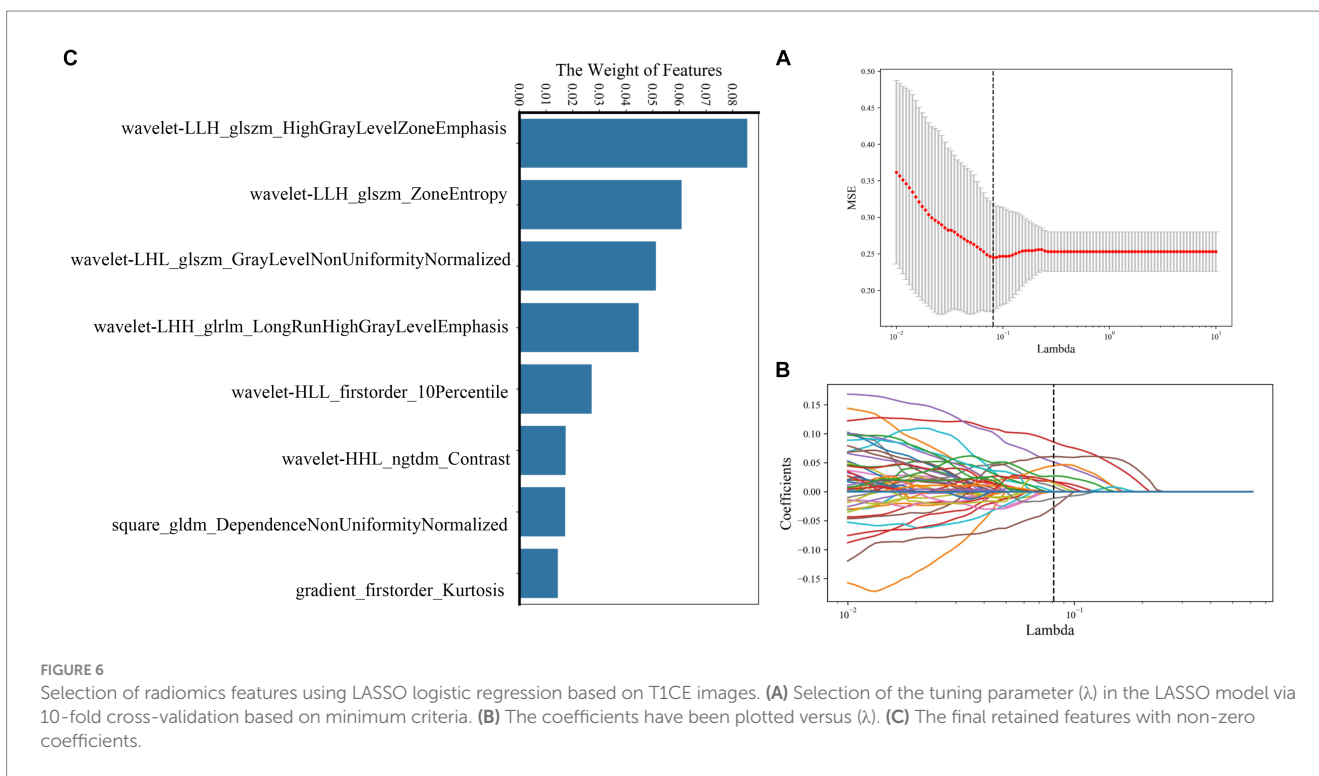 C
The Weight of Features
0.00
0.01
0.02
0.03
0.04
0.05
0.06
0.07
0.08
wavelet-LLH_glszm_HighGrayLevelZoneEmphasis
wavelet-LLH_glszm_ZoneEntropy
wavelet-LHL_glszm_GrayLevelNonUniformityNormalized
wavelet-LHH_glrlm_LongRunHighGrayLevelEmphasis
wavelet-HLL_firstorder_10Percentile
wavelet-HHL_ngtdm_Contrast
square_gldm_DependenceNonUniformityNormalized
gradient_firstorder_Kurtosis
A
0.50
0.45
0.40
0.35
0.30
0.25
0.20
MSE
10⁻²
10⁻¹
10⁰
10¹
Lambda
B
0.15
0.10
0.05
0.00
−0.05
−0.10
−0.15
Coefficients
10⁻²
10⁻¹
Lambda
FIGURE 6
Selection of radiomics features using LASSO logistic regression based on T1CE images. (A) Selection of the tuning parameter (λ) in the LASSO model via
10-fold cross-validation based on minimum criteria. (B) The coefficients have been plotted versus (λ). (C) The final retained features with non-zero
coefficients.